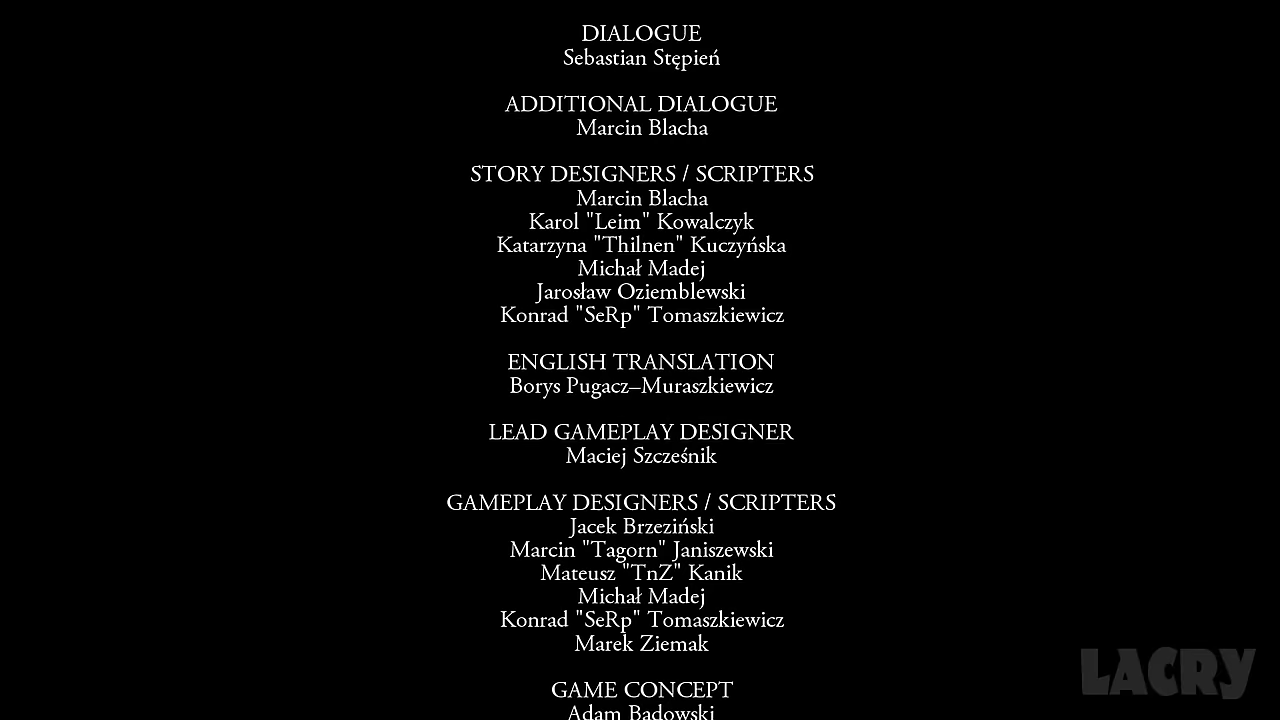 DIALOGUE
Sebastian Stępień
ADDITIONAL DIALOGUE
Marcin Blacha
STORY DESIGNERS / SCRIPTERS
Marcin Blacha
Karol "Leim" Kowalczyk
Katarzyna "Thilnen" Kuczyńska
Michał Madej
Jarosław Oziemblewski
Konrad "SeRp" Tomaszkiewicz
ENGLISH TRANSLATION
Borys Pugacz–Muraszkiewicz
LEAD GAMEPLAY DESIGNER
Maciej Szcześnik
GAMEPLAY DESIGNERS / SCRIPTERS
Jacek Brzeziński
Marcin "Tagorn" Janiszewski
Mateusz "TnZ" Kanik
Michał Madej
Konrad "SeRp" Tomaszkiewicz
Marek Ziemak
GAME CONCEPT
Adam Badowski
LACRY